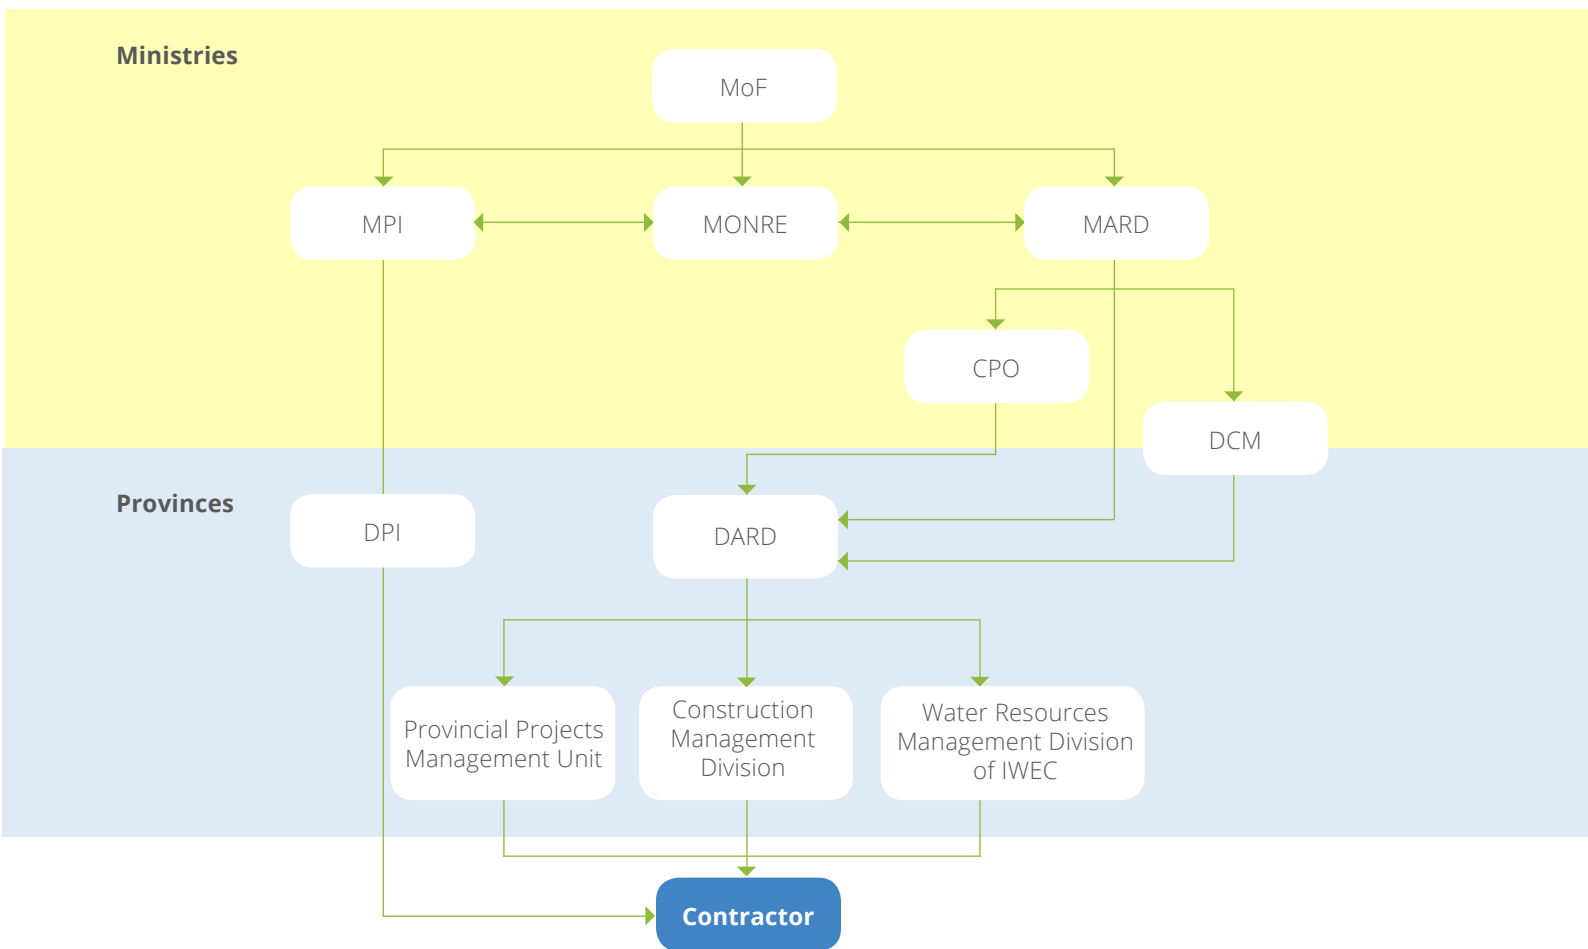 Ministries
MoF
MPI
MONRE
MARD
CPO
DCM
Provinces
DPI
DARD
Provincial Projects
Management Unit
Construction
Management
Division
Water Resources
Management Division
of IWEC
Contractor